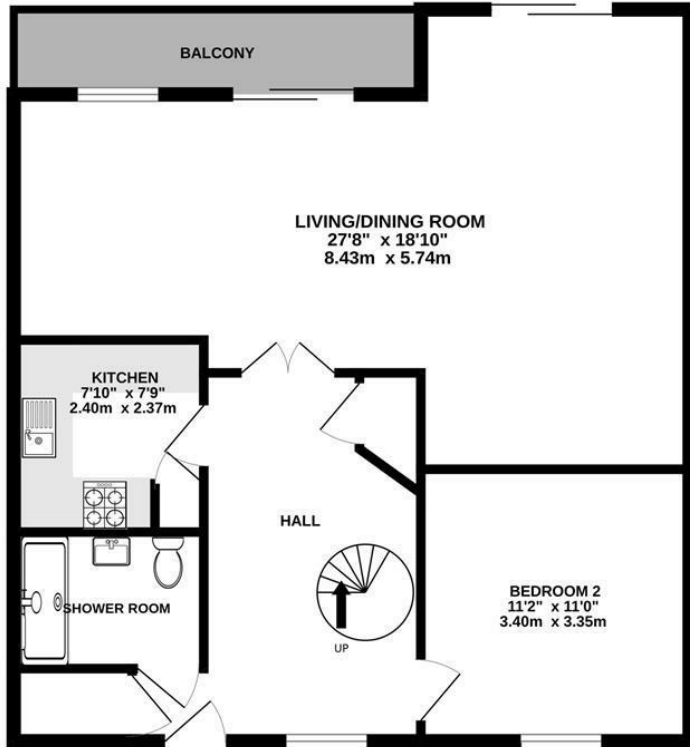 BALCONY
LIVING/DINING ROOM
27'8" x 18'10"
8.43m x 5.74m
KITCHEN
7'10" x 7'9"
2.40m x 2.37m
HALL
SHOWER ROOM
UP
BEDROOM 2
11'2" x 11'0"
3.40m x 3.35m